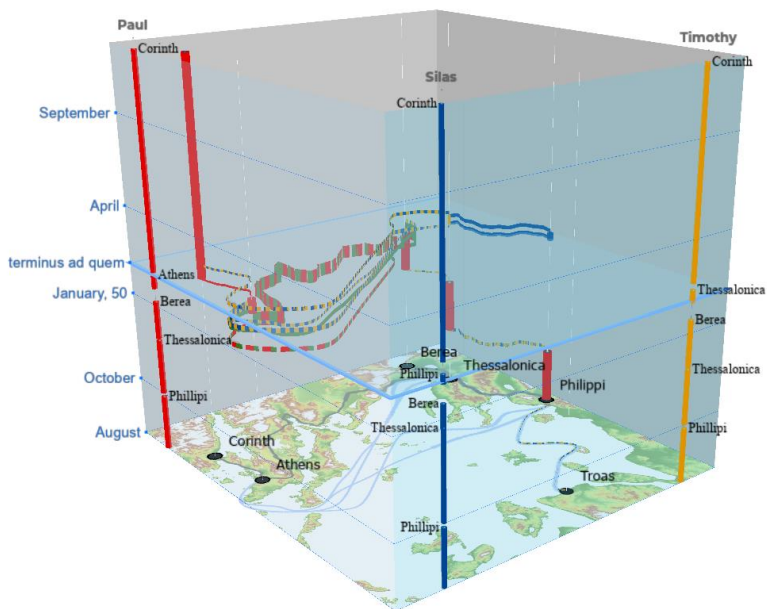 Paul
Timothy
Silas
Corinth
Corinth
Corinth
September
April
terminus ad quem
January, 50
October
August
Athens
Berea
Thessalonica
Phillipi
Phillipi
Berea
Thessalonica
Phillipi
Thessalonica
Berea
Thessalonica
Phillipi
Berea
Thessalonica
Philippi
Corinth
Athens
Troas